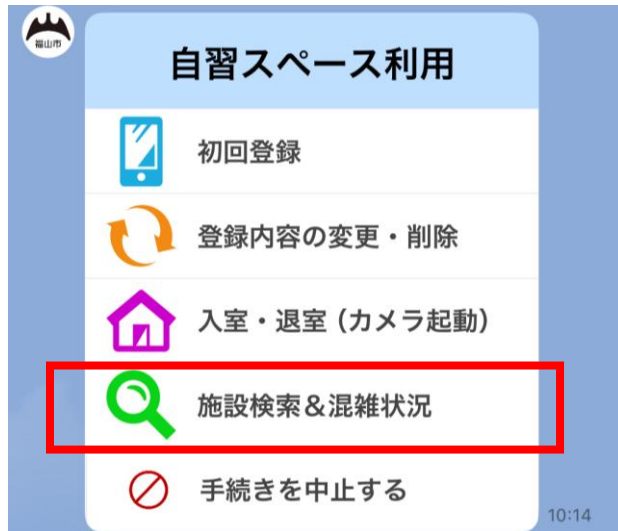 福山市
自習スペース利用
初回登録
登録内容の変更・削除
入室・退室（カメラ起動）
施設検索＆混雑状況
手続きを中止する
10:14